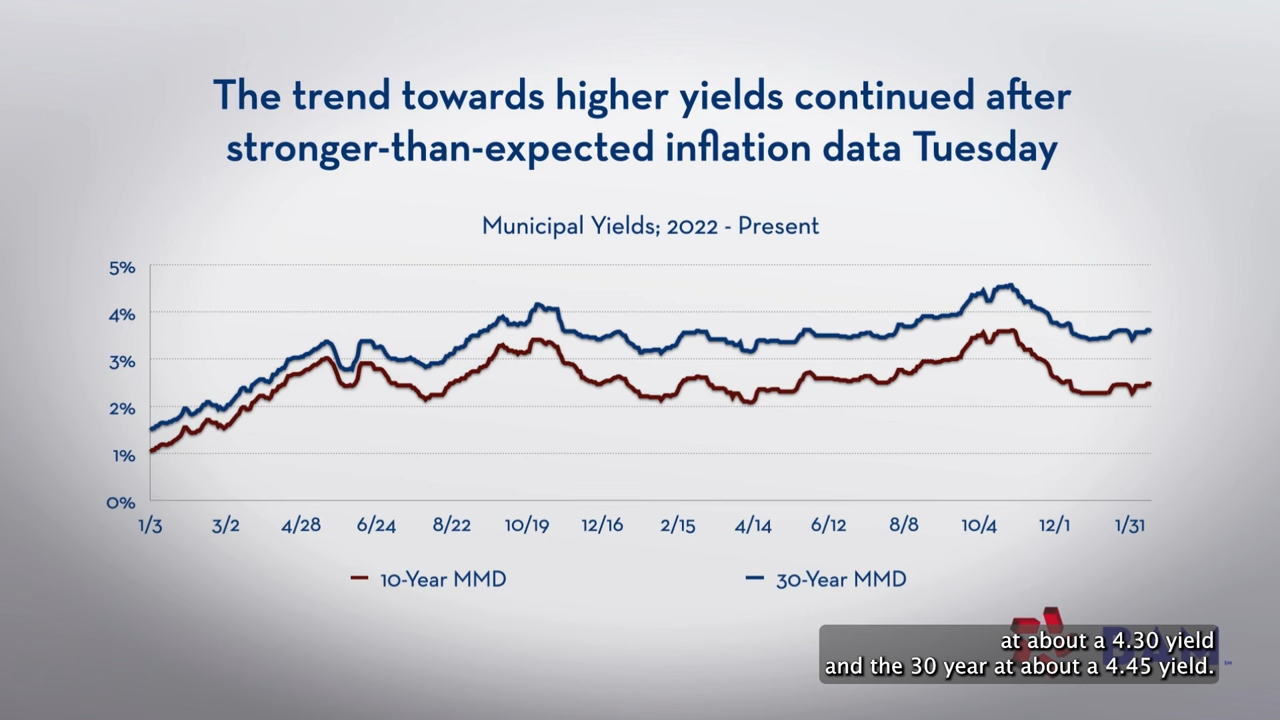 The trend towards higher yields continued after
stronger-than-expected inflation data Tuesday
Municipal Yields; 2022 - Present
5%
4%
3%
2%
1%
0%
1/3 3/2 4/28 6/24 8/22 10/19 12/16 2/15 4/14 6/12 8/8 10/4 12/1 1/31
10-Year MMD 30-Year MMD
at about a 4.30 yield
and the 30 year at about a 4.45 yield.